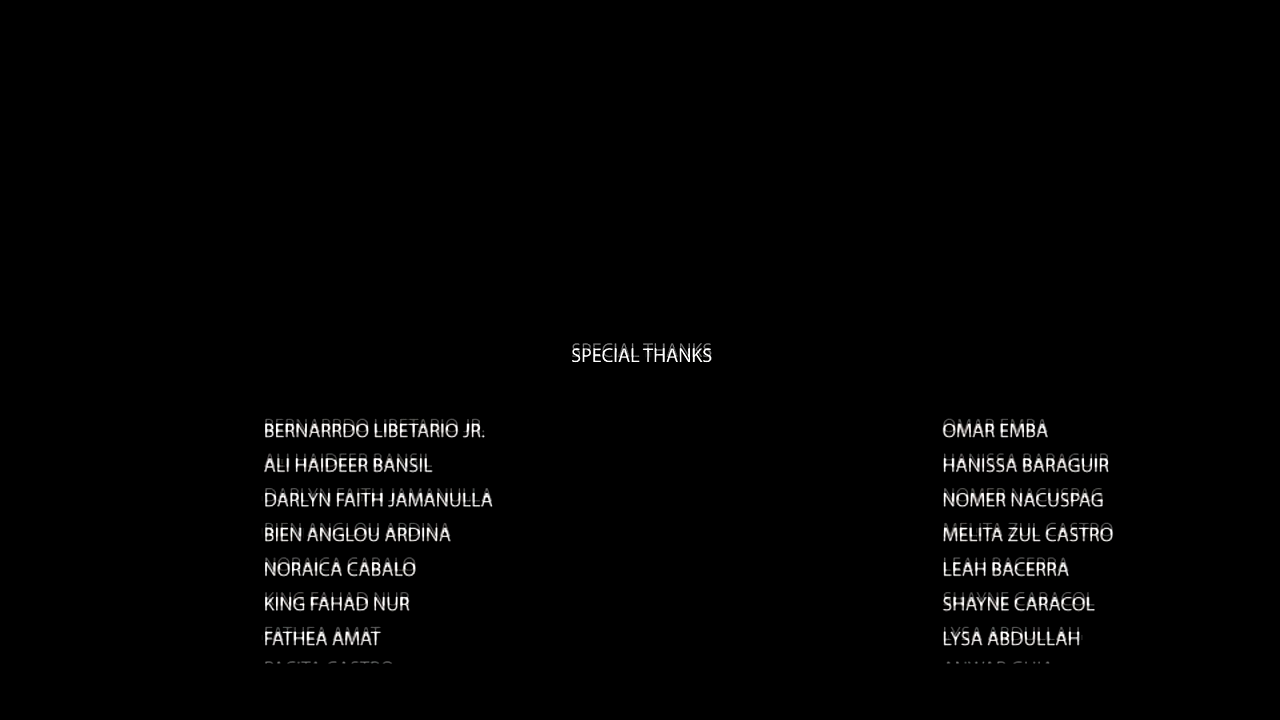 SPECIAL THANKS
BERNARRDO LIBETARIO JR.
OMAR EMBA
ALI HAIDEER BANSIL
HANISSA BARAGUIR
DARLYN FAITH JAMANULLA
NOMER NACUSPAG
BIEN ANGLOU ARDINA
MELITA ZUL CASTRO
NORAICA CABALO
LEAH BACERRA
KING FAHAD NUR
SHAYNE CARACOL
FATHEA AMAT
LYSA ABDULLAH